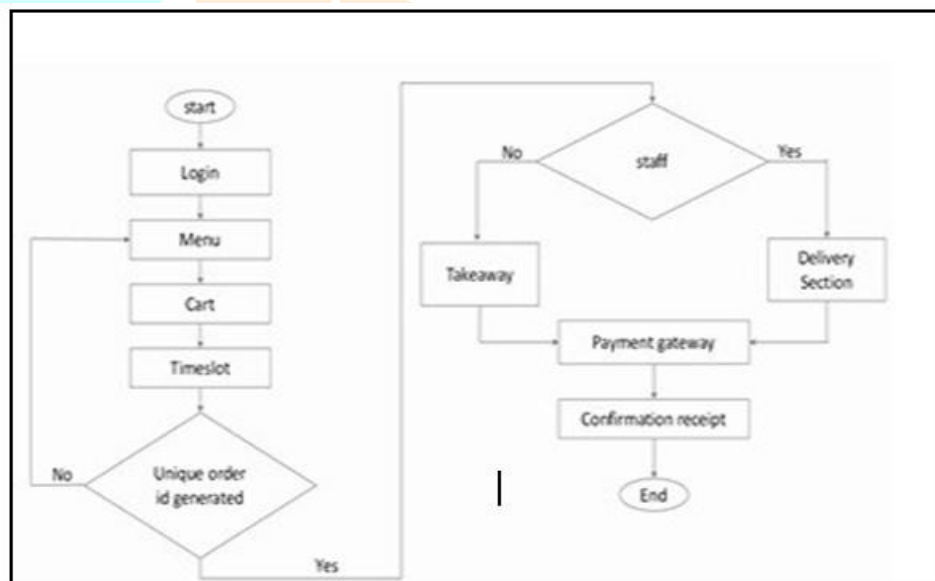 start
Login
Menu
Cart
Timeslot
Unique order
id generated
No
Yes
staff
No
Yes
Takeaway
Delivery
Section
Payment gateway
Confirmation receipt
End